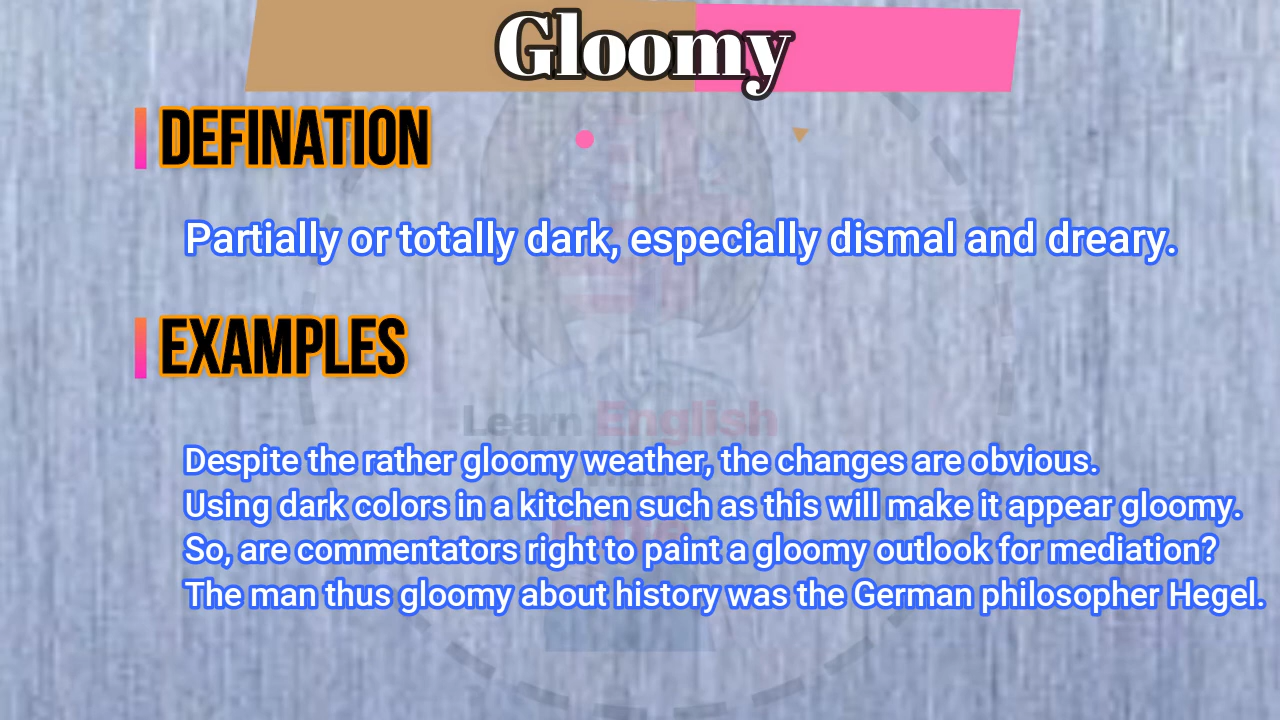 Gloomy
DEFINATION
Partially or totally dark, especially dismal and dreary.
EXAMPLES
Learn English
Despite the rather gloomy weather, the changes are obvious.
Using dark colors in a kitchen such as this will make it appear gloomy.
So, are commentators right to paint a gloomy outlook for mediation?
The man thus gloomy about history was the German philosopher Hegel.